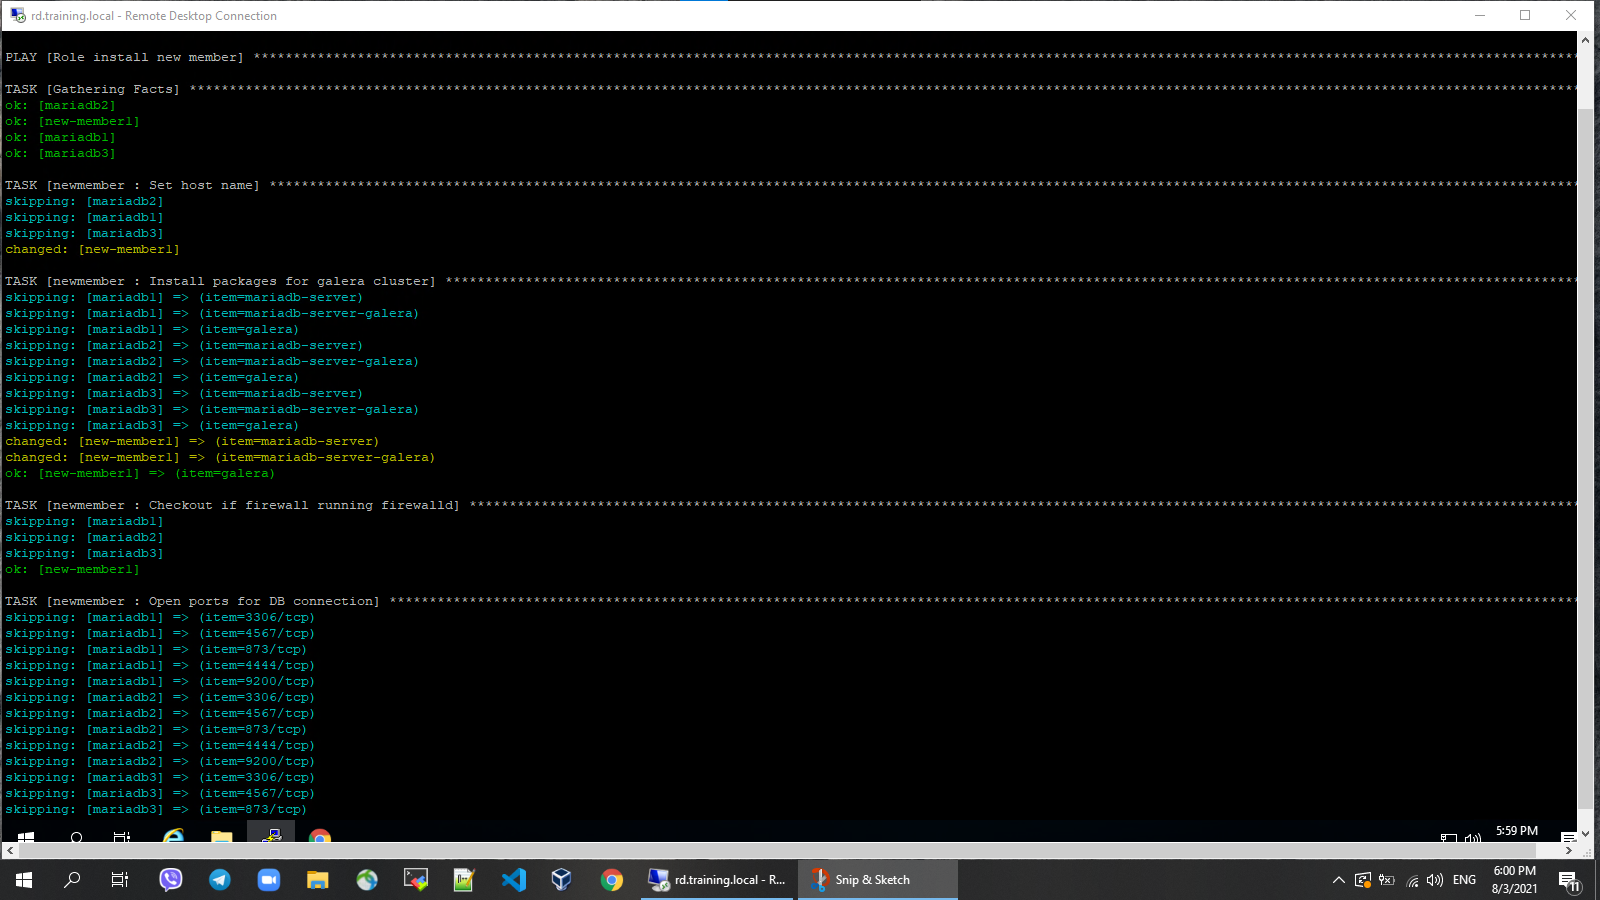 rd.training.local - Remote Desktop Connection
PLAY [Role install new member] ****************************************************************************************************************************************************************
TASK [Gathering Facts] ************************************************************************************************************************************************************************
ok: [mariadb2]
ok: [new-member1]
ok: [mariadb1]
ok: [mariadb3]
TASK [newmember : Set host name] **************************************************************************************************************************************************************
skipping: [mariadb2]
skipping: [mariadb1]
skipping: [mariadb3]
changed: [new-member1]
TASK [newmember : Install packages for galera cluster] ****************************************************************************************************************************************
skipping: [mariadb1] => (item=mariadb-server)
skipping: [mariadb1] => (item=mariadb-server-galera)
skipping: [mariadb1] => (item=galera)
skipping: [mariadb2] => (item=mariadb-server)
skipping: [mariadb2] => (item=mariadb-server-galera)
skipping: [mariadb2] => (item=galera)
skipping: [mariadb3] => (item=mariadb-server)
skipping: [mariadb3] => (item=mariadb-server-galera)
skipping: [mariadb3] => (item=galera)
changed: [new-member1] => (item=mariadb-server)
changed: [new-member1] => (item=mariadb-server-galera)
ok: [new-member1] => (item=galera)
TASK [newmember : Checkout if firewall running firewalld] *************************************************************************************************************************************
skipping: [mariadb1]
skipping: [mariadb2]
skipping: [mariadb3]
ok: [new-member1]
TASK [newmember : Open ports for DB connection] ***********************************************************************************************************************************************
skipping: [mariadb1] => (item=3306/tcp)
skipping: [mariadb1] => (item=4567/tcp)
skipping: [mariadb1] => (item=873/tcp)
skipping: [mariadb1] => (item=4444/tcp)
skipping: [mariadb1] => (item=9200/tcp)
skipping: [mariadb2] => (item=3306/tcp)
skipping: [mariadb2] => (item=4567/tcp)
skipping: [mariadb2] => (item=873/tcp)
skipping: [mariadb2] => (item=4444/tcp)
skipping: [mariadb2] => (item=9200/tcp)
skipping: [mariadb3] => (item=3306/tcp)
skipping: [mariadb3] => (item=4567/tcp)
skipping: [mariadb3] => (item=873/tcp)
5:59 PM
rd.training.local - R...
Snip & Sketch
ENG
6:00 PM
8/3/2021
11